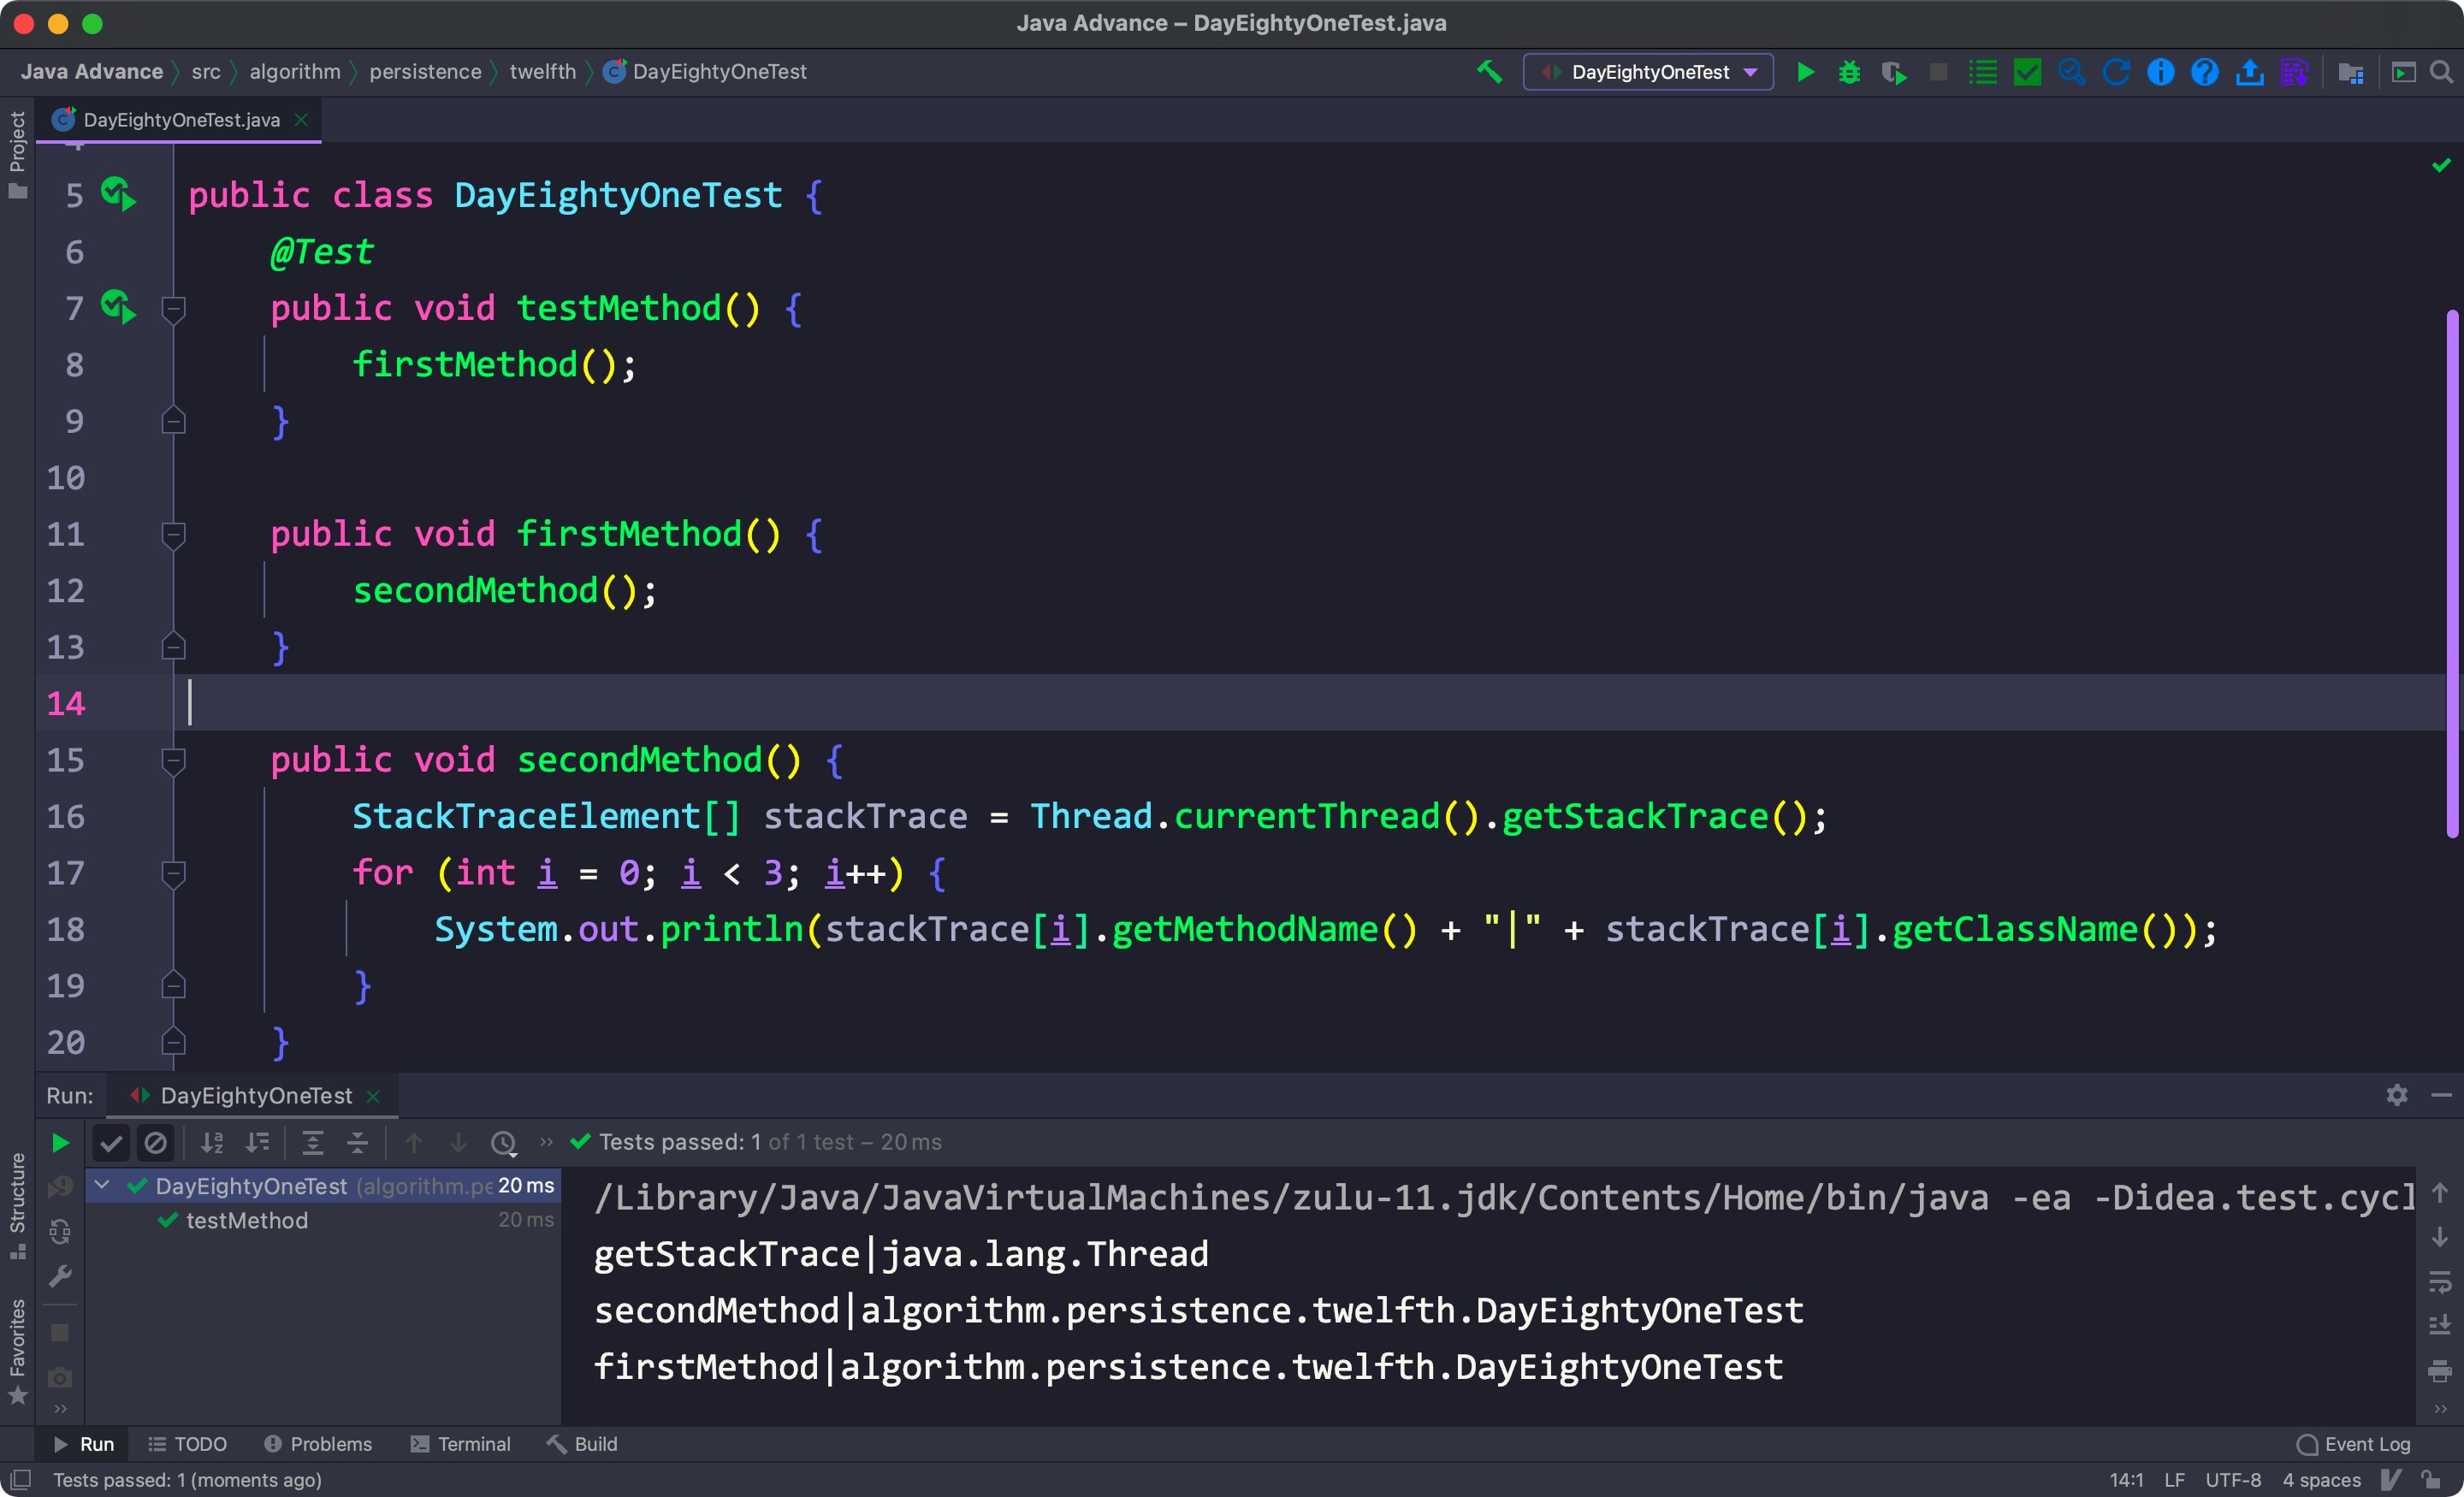 Java Advance – DayEightyOneTest.java
Java Advance src algorithm persistence twelfth DayEightyOneTest
DayEightyOneTest
Project
DayEightyOneTest.java
5 public class DayEightyOneTest {
6 @Test
7 public void testMethod() {
8 firstMethod();
9 }
10
11 public void firstMethod() {
12 secondMethod();
13 }
14
15 public void secondMethod() {
16 StackTraceElement[] stackTrace = Thread.currentThread().getStackTrace();
17 for (int i = 0; i < 3; i++) {
18 System.out.println(stackTrace[i].getMethodName() + "|" + stackTrace[i].getClassName());
19 }
20 }
Run: DayEightyOneTest
Tests passed: 1 of 1 test – 20 ms
DayEightyOneTest (algorithm.pe 20 ms
testMethod 20 ms
/Library/Java/JavaVirtualMachines/zulu-11.jdk/Contents/Home/bin/java -ea -Didea.test.cycl
getStackTrace|java.lang.Thread
secondMethod|algorithm.persistence.twelfth.DayEightyOneTest
firstMethod|algorithm.persistence.twelfth.DayEightyOneTest
Structure
Favorites
Run TODO Problems Terminal Build Event Log
Tests passed: 1 (moments ago) 14:1 LF UTF-8 4 spaces